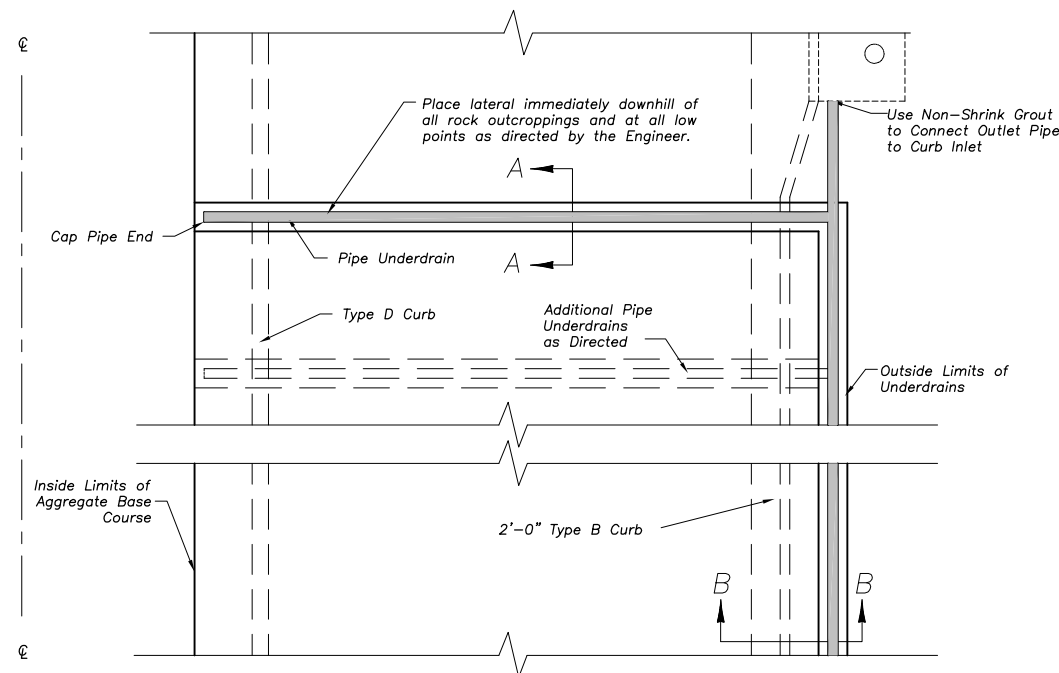 ℄
Place lateral immediately downhill of
all rock outcroppings and at all low
points as directed by the Engineer.
Use Non-Shrink Grout
to Connect Outlet Pipe
to Curb Inlet
A
Cap Pipe End
Pipe Underdrain
A
Type D Curb
Additional Pipe
Underdrains
as Directed
Outside Limits of
Underdrains
Inside Limits of
Aggregate Base
Course
2'-0" Type B Curb
B
B
℄